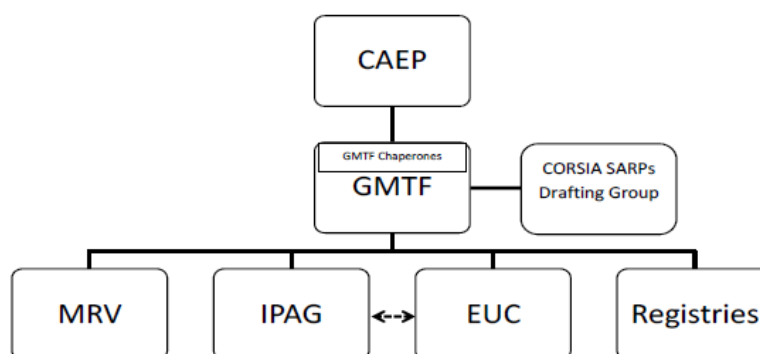 CAEP
GMTF Chaperones
GMTF
CORSIA SARPs
Drafting Group
MRV
IPAG
EUC
Registries